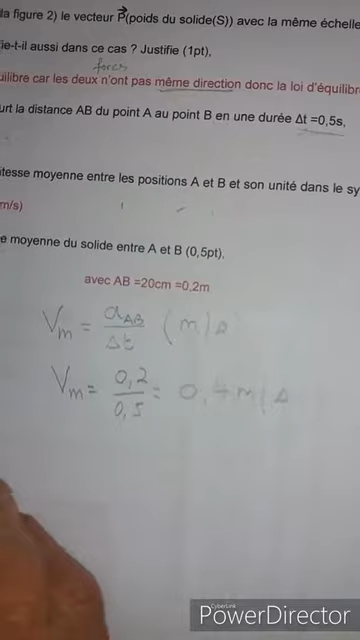 la figure 2) le vecteur P(poids du solide(S)) avec la même échelle
ie-t-il aussi dans ce cas ? Justifie (1pt),
forces
uilibre car les deux n'ont pas même direction donc la loi d'équilibre
urt la distance AB du point A au point B en une durée Δt =0,5s,
itesse moyenne entre les positions A et B et son unité dans le sy
m/s)
e moyenne du solide entre A et B (0,5pt),
avec AB =20cm =0,2m
Vm = dAB/Δt (m/s)
Vm = 0,2/0,5 = 0,4 m/s
CyberLink
PowerDirector